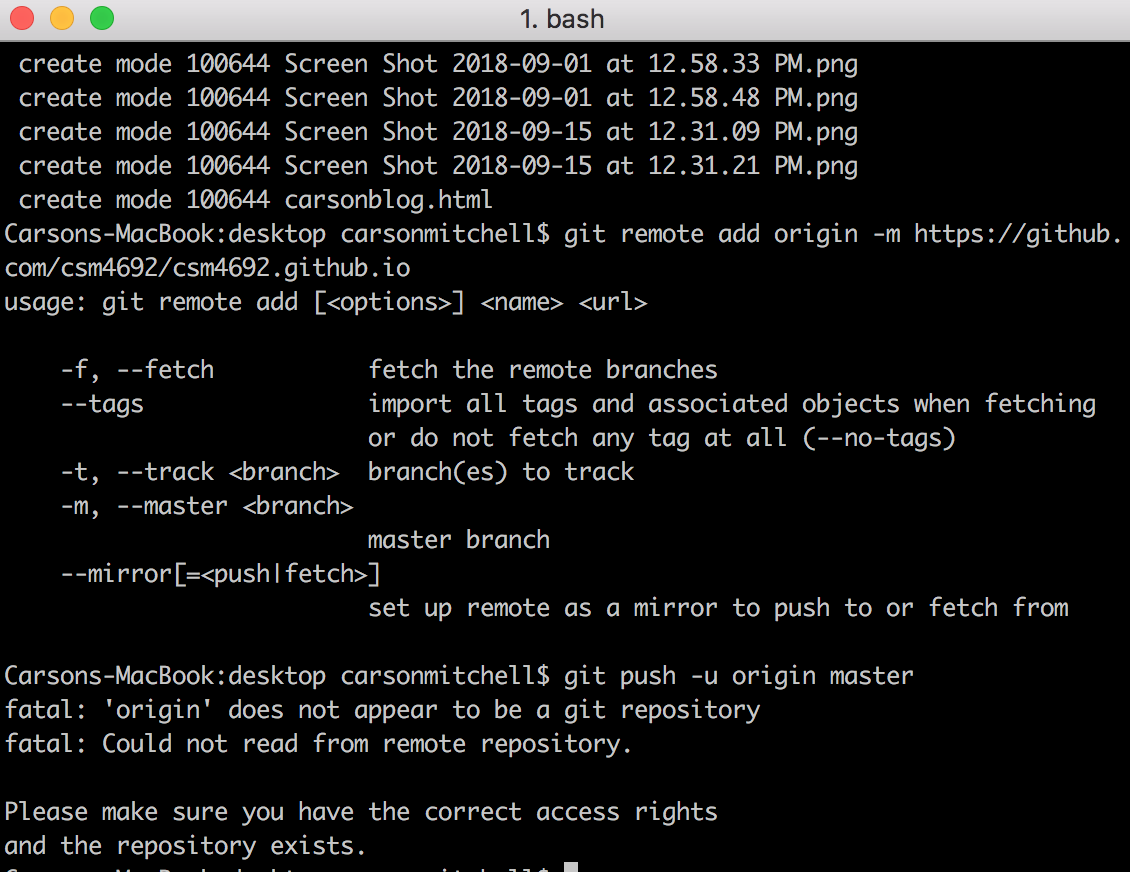 1. bash
create mode 100644 Screen Shot 2018-09-01 at 12.58.33 PM.png
create mode 100644 Screen Shot 2018-09-01 at 12.58.48 PM.png
create mode 100644 Screen Shot 2018-09-15 at 12.31.09 PM.png
create mode 100644 Screen Shot 2018-09-15 at 12.31.21 PM.png
create mode 100644 carsonblog.html
Carsons-MacBook:desktop carsonmitchell$ git remote add origin -m https://github.
com/csm4692/csm4692.github.io
usage: git remote add [<options>] <name> <url>
-f, --fetch fetch the remote branches
--tags import all tags and associated objects when fetching
or do not fetch any tag at all (--no-tags)
-t, --track <branch> branch(es) to track
-m, --master <branch>
master branch
--mirror[=<push|fetch>]
set up remote as a mirror to push to or fetch from
Carsons-MacBook:desktop carsonmitchell$ git push -u origin master
fatal: 'origin' does not appear to be a git repository
fatal: Could not read from remote repository.
Please make sure you have the correct access rights
and the repository exists.